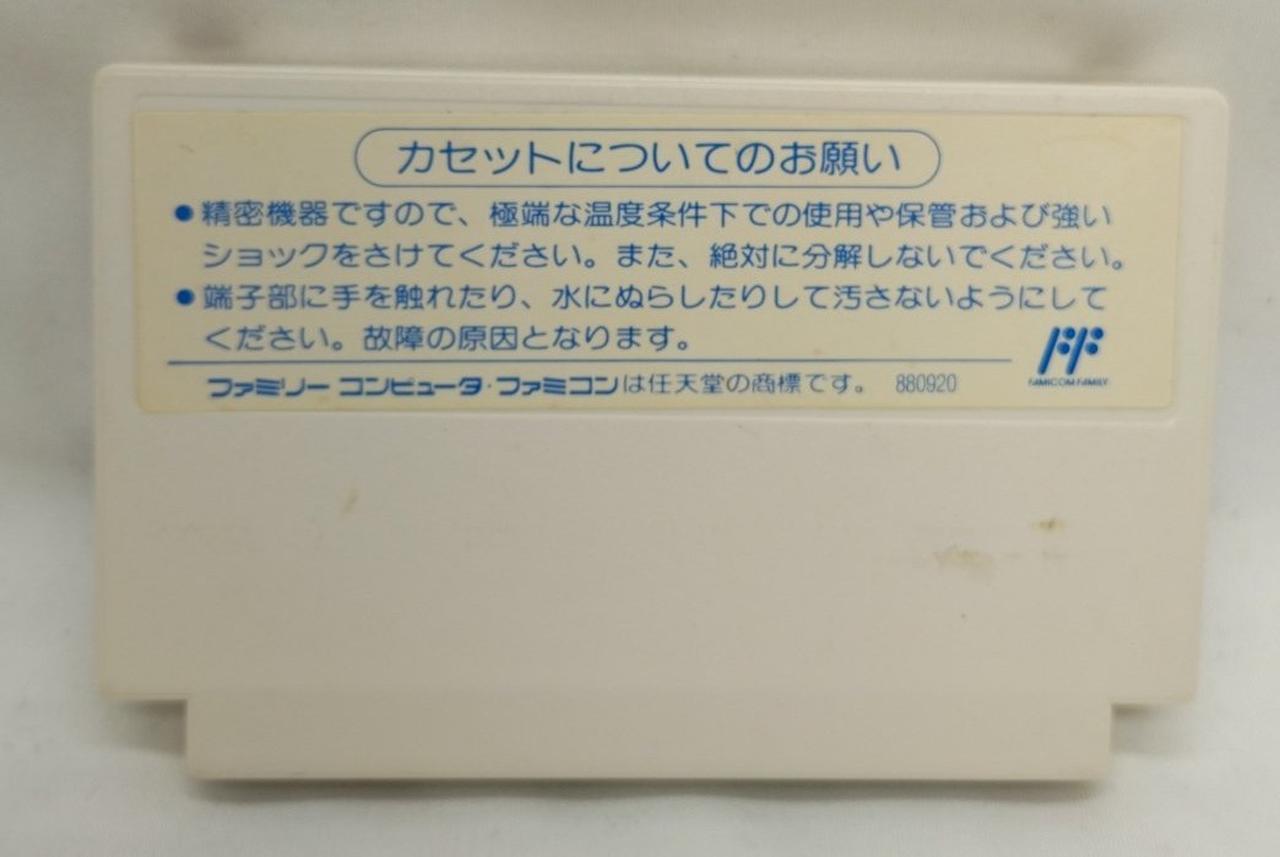 カセットについてのお願い
●精密機器ですので、極端な温度条件下での使用や保管および強い
ショックをさけてください。また、絶対に分解しないでください。
●端子部に手を触れたり、水にぬらしたりして汚さないようにして
ください。故障の原因となります。
FAMICOM FAMILY
ファミリー コンピュータ・ファミコンは任天堂の商標です。 880920